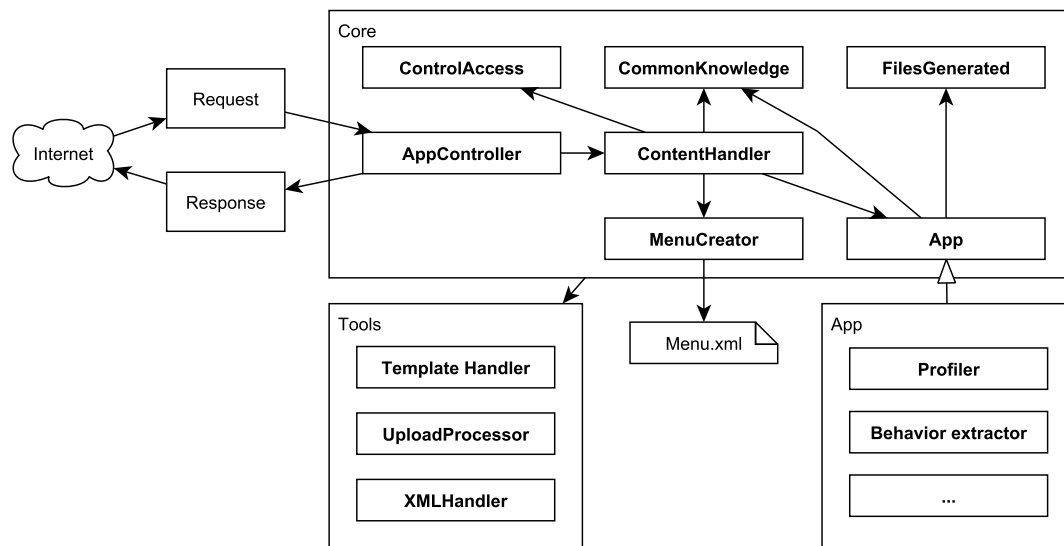 Core
ControlAccess
CommonKnowledge
FilesGenerated
Request
Internet
AppController
ContentHandler
Response
MenuCreator
App
Tools
Menu.xml
App
Template Handler
Profiler
UploadProcessor
Behavior extractor
XMLHandler
...